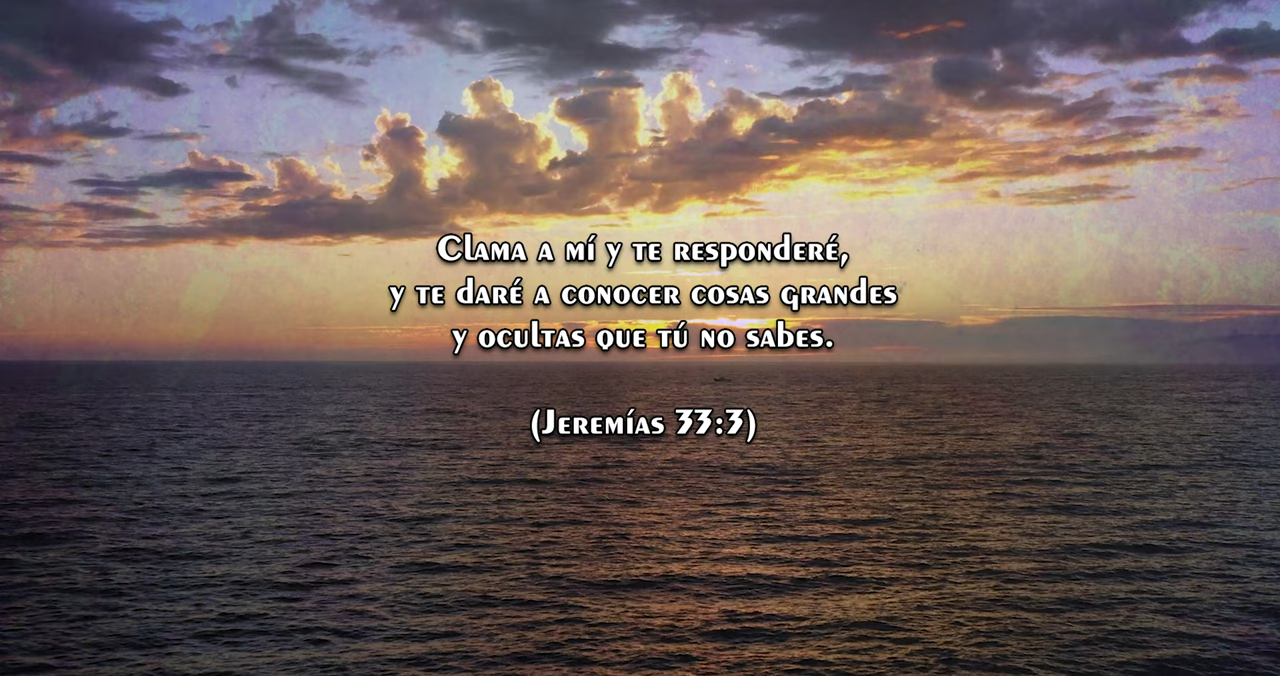 Clama a mí y te responderé,
y te daré a conocer cosas grandes
y ocultas que tú no sabes.
(Jeremías 33:3)